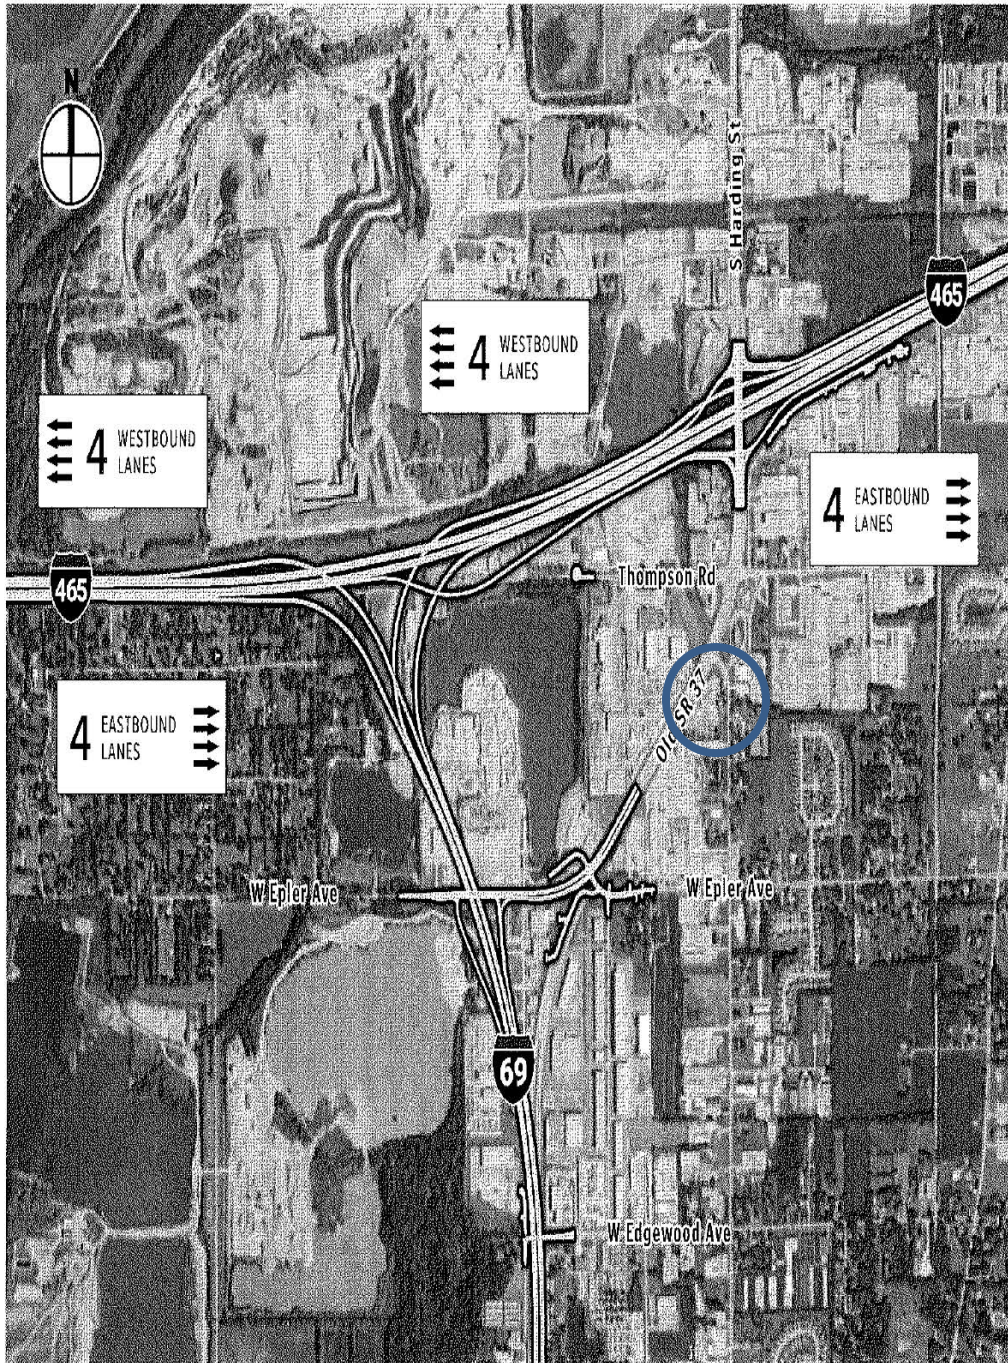 N
S Harding St
465
4 WESTBOUND
LANES
4 WESTBOUND
LANES
4 EASTBOUND
LANES
465
Thompson Rd
Old SR 37
4 EASTBOUND
LANES
W Epler Ave
W Epler Ave
69
W Edgewood Ave